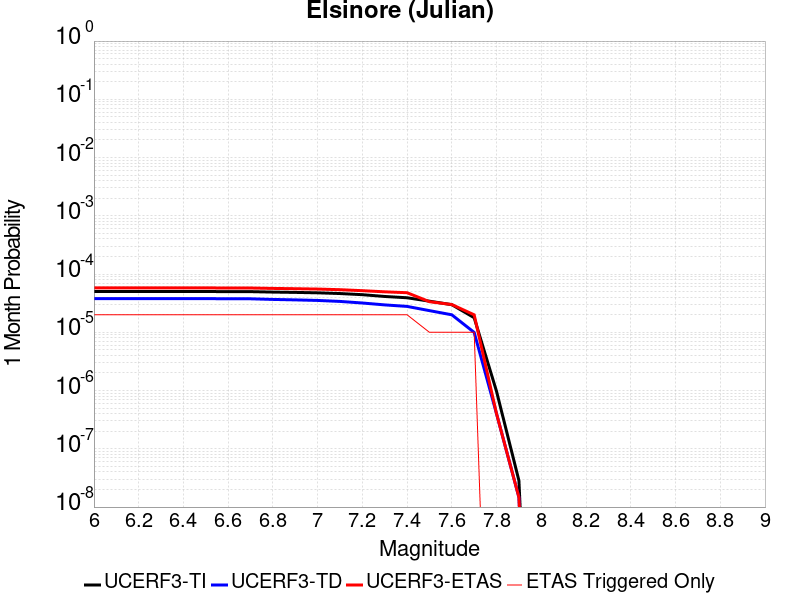 Elsinore (Julian)
10^0
10^-1
10^-2
10^-3
10^-4
10^-5
10^-6
10^-7
10^-8
1 Month Probability
6 6.2 6.4 6.6 6.8 7 7.2 7.4 7.6 7.8 8 8.2 8.4 8.6 8.8 9
Magnitude
UCERF3-TI UCERF3-TD UCERF3-ETAS ETAS Triggered Only